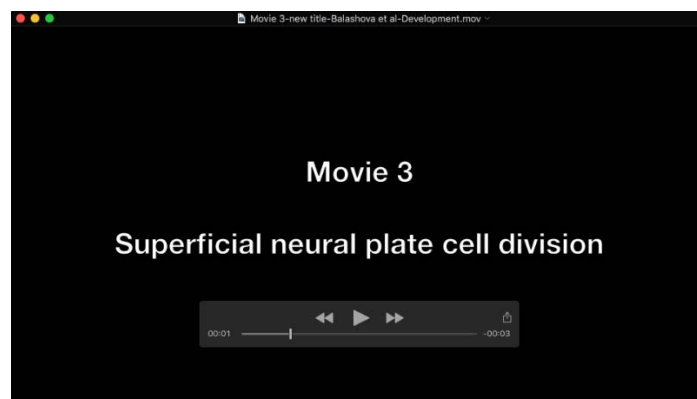 Movie 3-new title-Balashova et al-Development.mov
Movie 3
Superficial neural plate cell division
00:01
-00:03